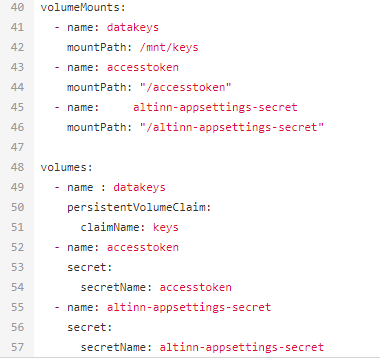 40 volumeMounts:
41   - name: datakeys
42     mountPath: /mnt/keys
43   - name: accesstoken
44     mountPath: "/accesstoken"
45   - name:     altinn-appsettings-secret
46     mountPath: "/altinn-appsettings-secret"
47
48 volumes:
49   - name : datakeys
50     persistentVolumeClaim:
51       claimName: keys
52   - name: accesstoken
53     secret:
54       secretName: accesstoken
55   - name: altinn-appsettings-secret
56     secret:
57       secretName: altinn-appsettings-secret